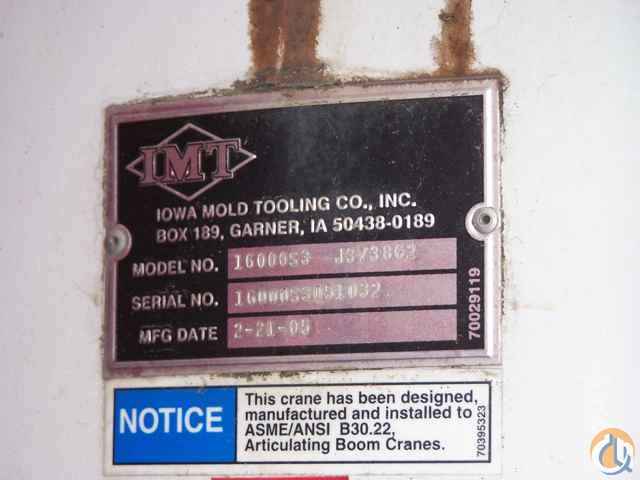 IMT
IOWA MOLD TOOLING CO., INC.
BOX 189, GARNER, IA 50438-0189
MODEL NO. 16000S3
SERIAL NO.
MFG DATE 2-21-05
70029119
NOTICE
This crane has been designed,
manufactured and installed to
ASME/ANSI B30.22,
Articulating Boom Cranes.
70395323